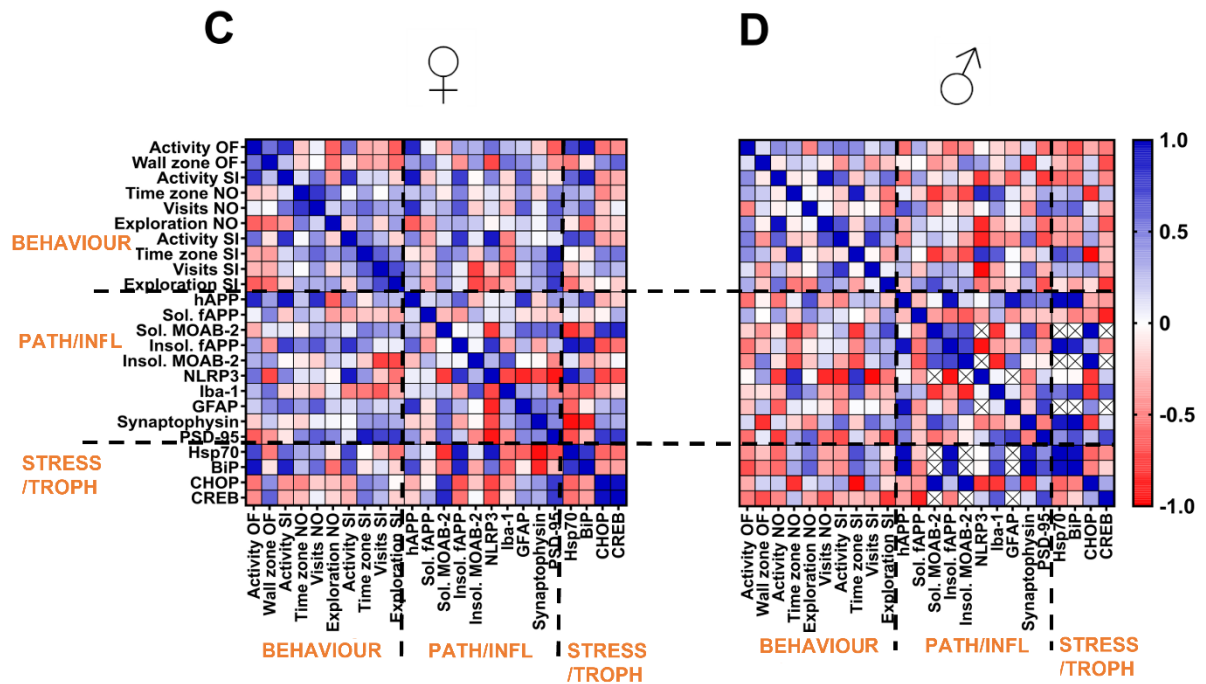 C
D
♀
♂
Activity OF
Wall zone OF
Activity SI
Time zone NO
Visits NO
Exploration NO
Activity SI
Time zone SI
Visits SI
Exploration SI
hAPP
Sol. fAPP
Sol. MOAB-2
Insol. fAPP
Insol. MOAB-2
NLRP3
Iba-1
GFAP
Synaptophysin
PSD-95
Hsp70
BiP
CHOP
CREB
BEHAVIOUR
PATH/INFL
STRESS
/TROPH
1.0
0.5
0
-0.5
-1.0
Activity OF
Wall zone OF
Activity SI
Time zone NO
Visits NO
Exploration NO
Activity SI
Time zone SI
Visits SI
Exploration SI
hAPP
Sol. fAPP
Sol. MOAB-2
Insol. fAPP
Insol. MOAB-2
NLRP3
Iba-1
GFAP
Synaptophysin
PSD-95
Hsp70
BiP
CHOP
CREB
BEHAVIOUR
PATH/INFL
STRESS
/TROPH
Activity OF
Wall zone OF
Activity SI
Time zone NO
Exploration NO
Visits NO
Activity SI
Time zone SI
Visits SI
Exploration SI
hAPP
Sol. fAPP
Sol. MOAB-2
Insol. fAPP
Insol. MOAB-2
NLRP3
Iba-1
GFAP
Synaptophysin
PSD-95
Hsp70
BiP
CHOP
CREB
BEHAVIOUR
PATH/INFL
STRESS
/TROPH